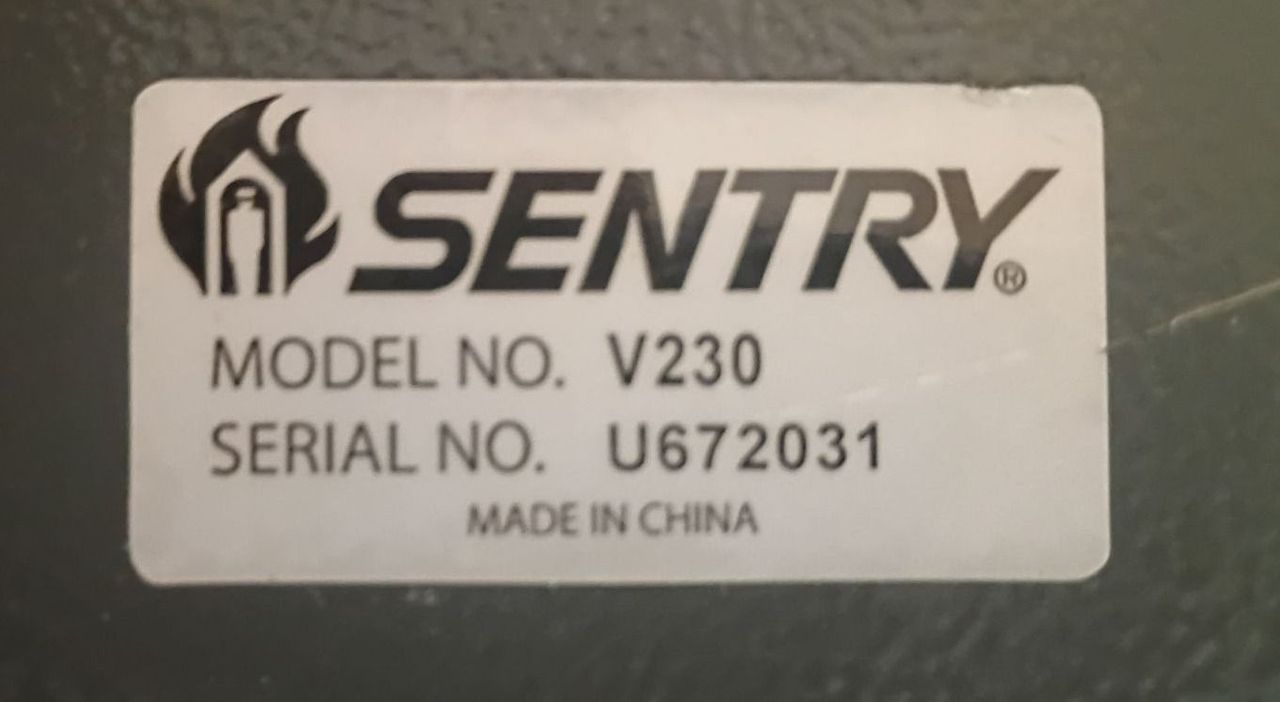 SENTRY®
MODEL NO. V230
SERIAL NO. U672031
MADE IN CHINA